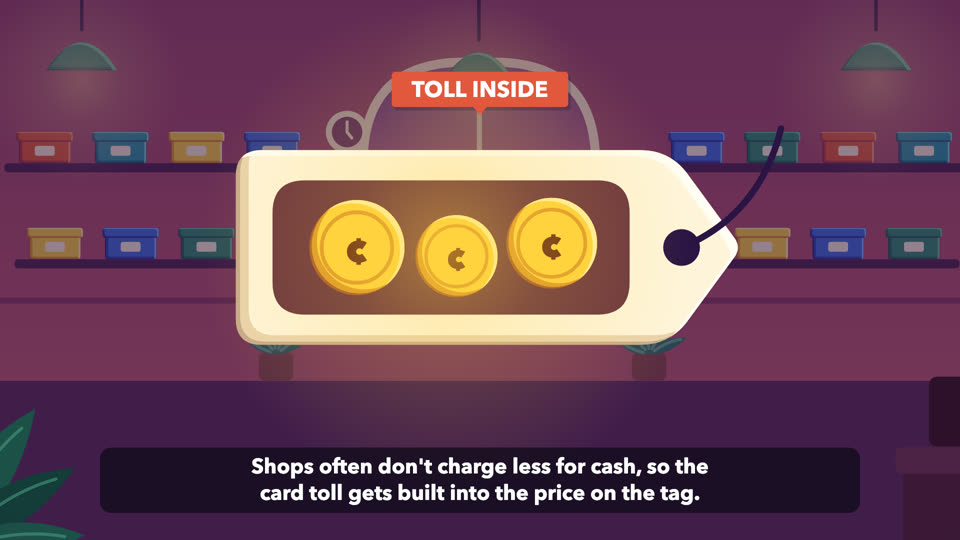 TOLL INSIDE
¢ ¢ ¢
Shops often don't charge less for cash, so the
card toll gets built into the price on the tag.